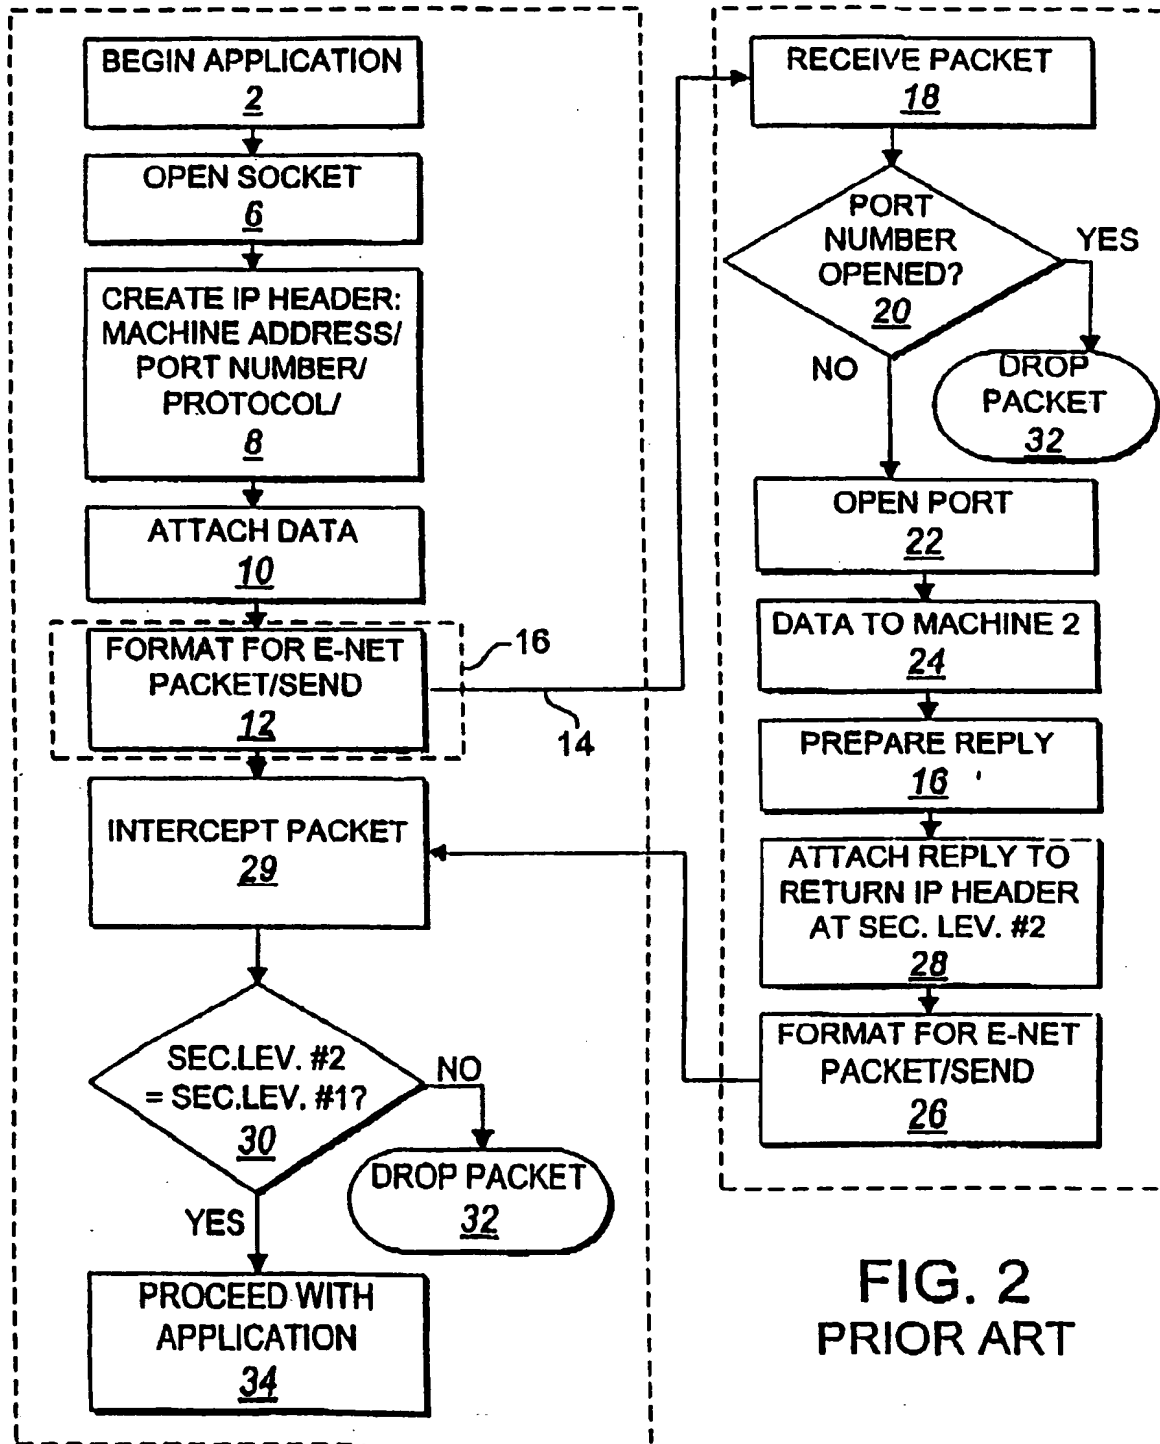 BEGIN APPLICATION
2
OPEN SOCKET
6
CREATE IP HEADER:
MACHINE ADDRESS/
PORT NUMBER/
PROTOCOL/
8
ATTACH DATA
10
FORMAT FOR E-NET
PACKET/SEND
12
16
14
INTERCEPT PACKET
29
SEC.LEV. #2
= SEC.LEV. #1?
30
NO
DROP PACKET
32
YES
PROCEED WITH
APPLICATION
34
RECEIVE PACKET
18
PORT
NUMBER
OPENED?
20
YES
DROP
PACKET
32
NO
OPEN PORT
22
DATA TO MACHINE 2
24
PREPARE REPLY
16
ATTACH REPLY TO
RETURN IP HEADER
AT SEC. LEV. #2
28
FORMAT FOR E-NET
PACKET/SEND
26
FIG. 2
PRIOR ART